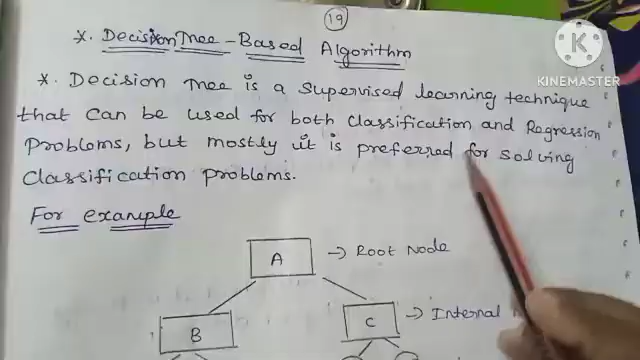 19
*. Decision Tree-Based Algorithm
KINEMASTER
*. Decision Tree is a Supervised learning technique
that can be used for both classification and Regression
Problems, but mostly it is preferred for solving
classification problems.
For example
A → Root Node
B
C → Internal